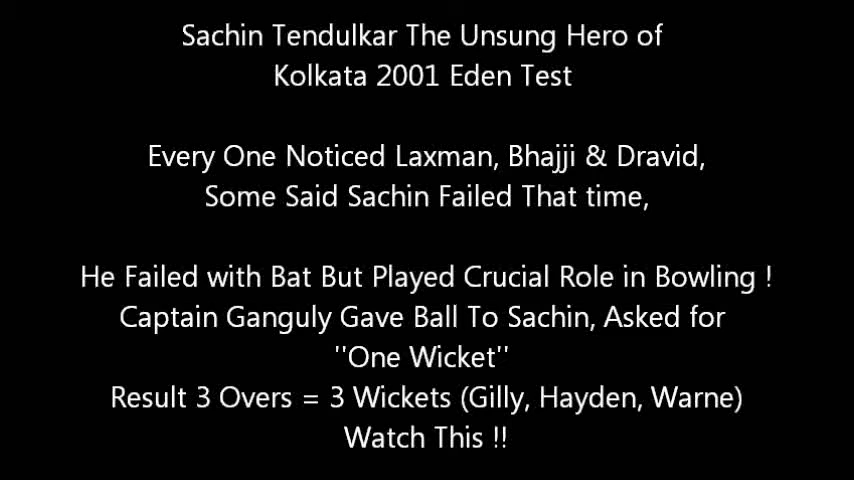 Sachin Tendulkar The Unsung Hero of
Kolkata 2001 Eden Test
Every One Noticed Laxman, Bhajji & Dravid,
Some Said Sachin Failed That time,
He Failed with Bat But Played Crucial Role in Bowling !
Captain Ganguly Gave Ball To Sachin, Asked for
''One Wicket''
Result 3 Overs = 3 Wickets (Gilly, Hayden, Warne)
Watch This !!